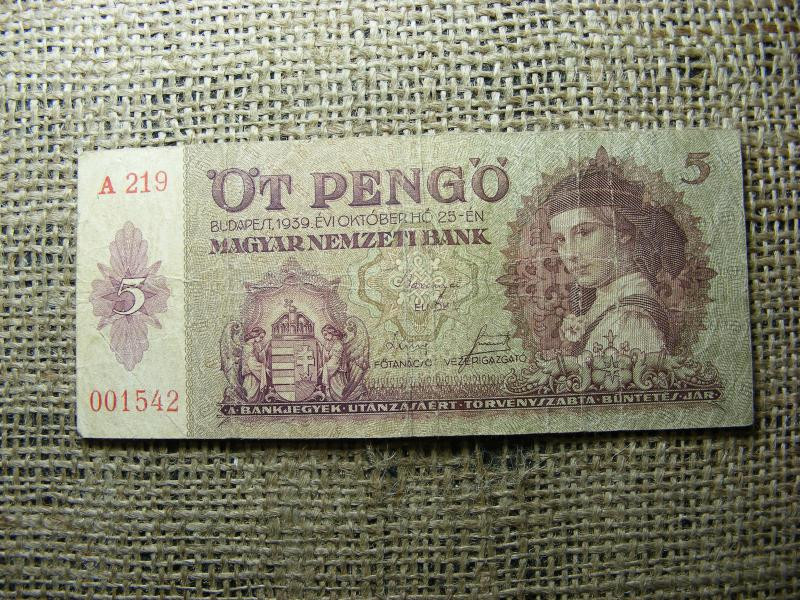 A 219
ÖT PENGŐ
5
BUDAPEST, 1939. ÉVI OKTÓBER HÓ 25-ÉN
MAGYAR NEMZETI BANK
5
ELNÖK
FŐTANÁCSOS VEZÉRIGAZGATÓ
001542
A BANKJEGYEK UTÁNZÁSÁÉRT TÖRVÉNYSZABTA BÜNTETÉS JÁR